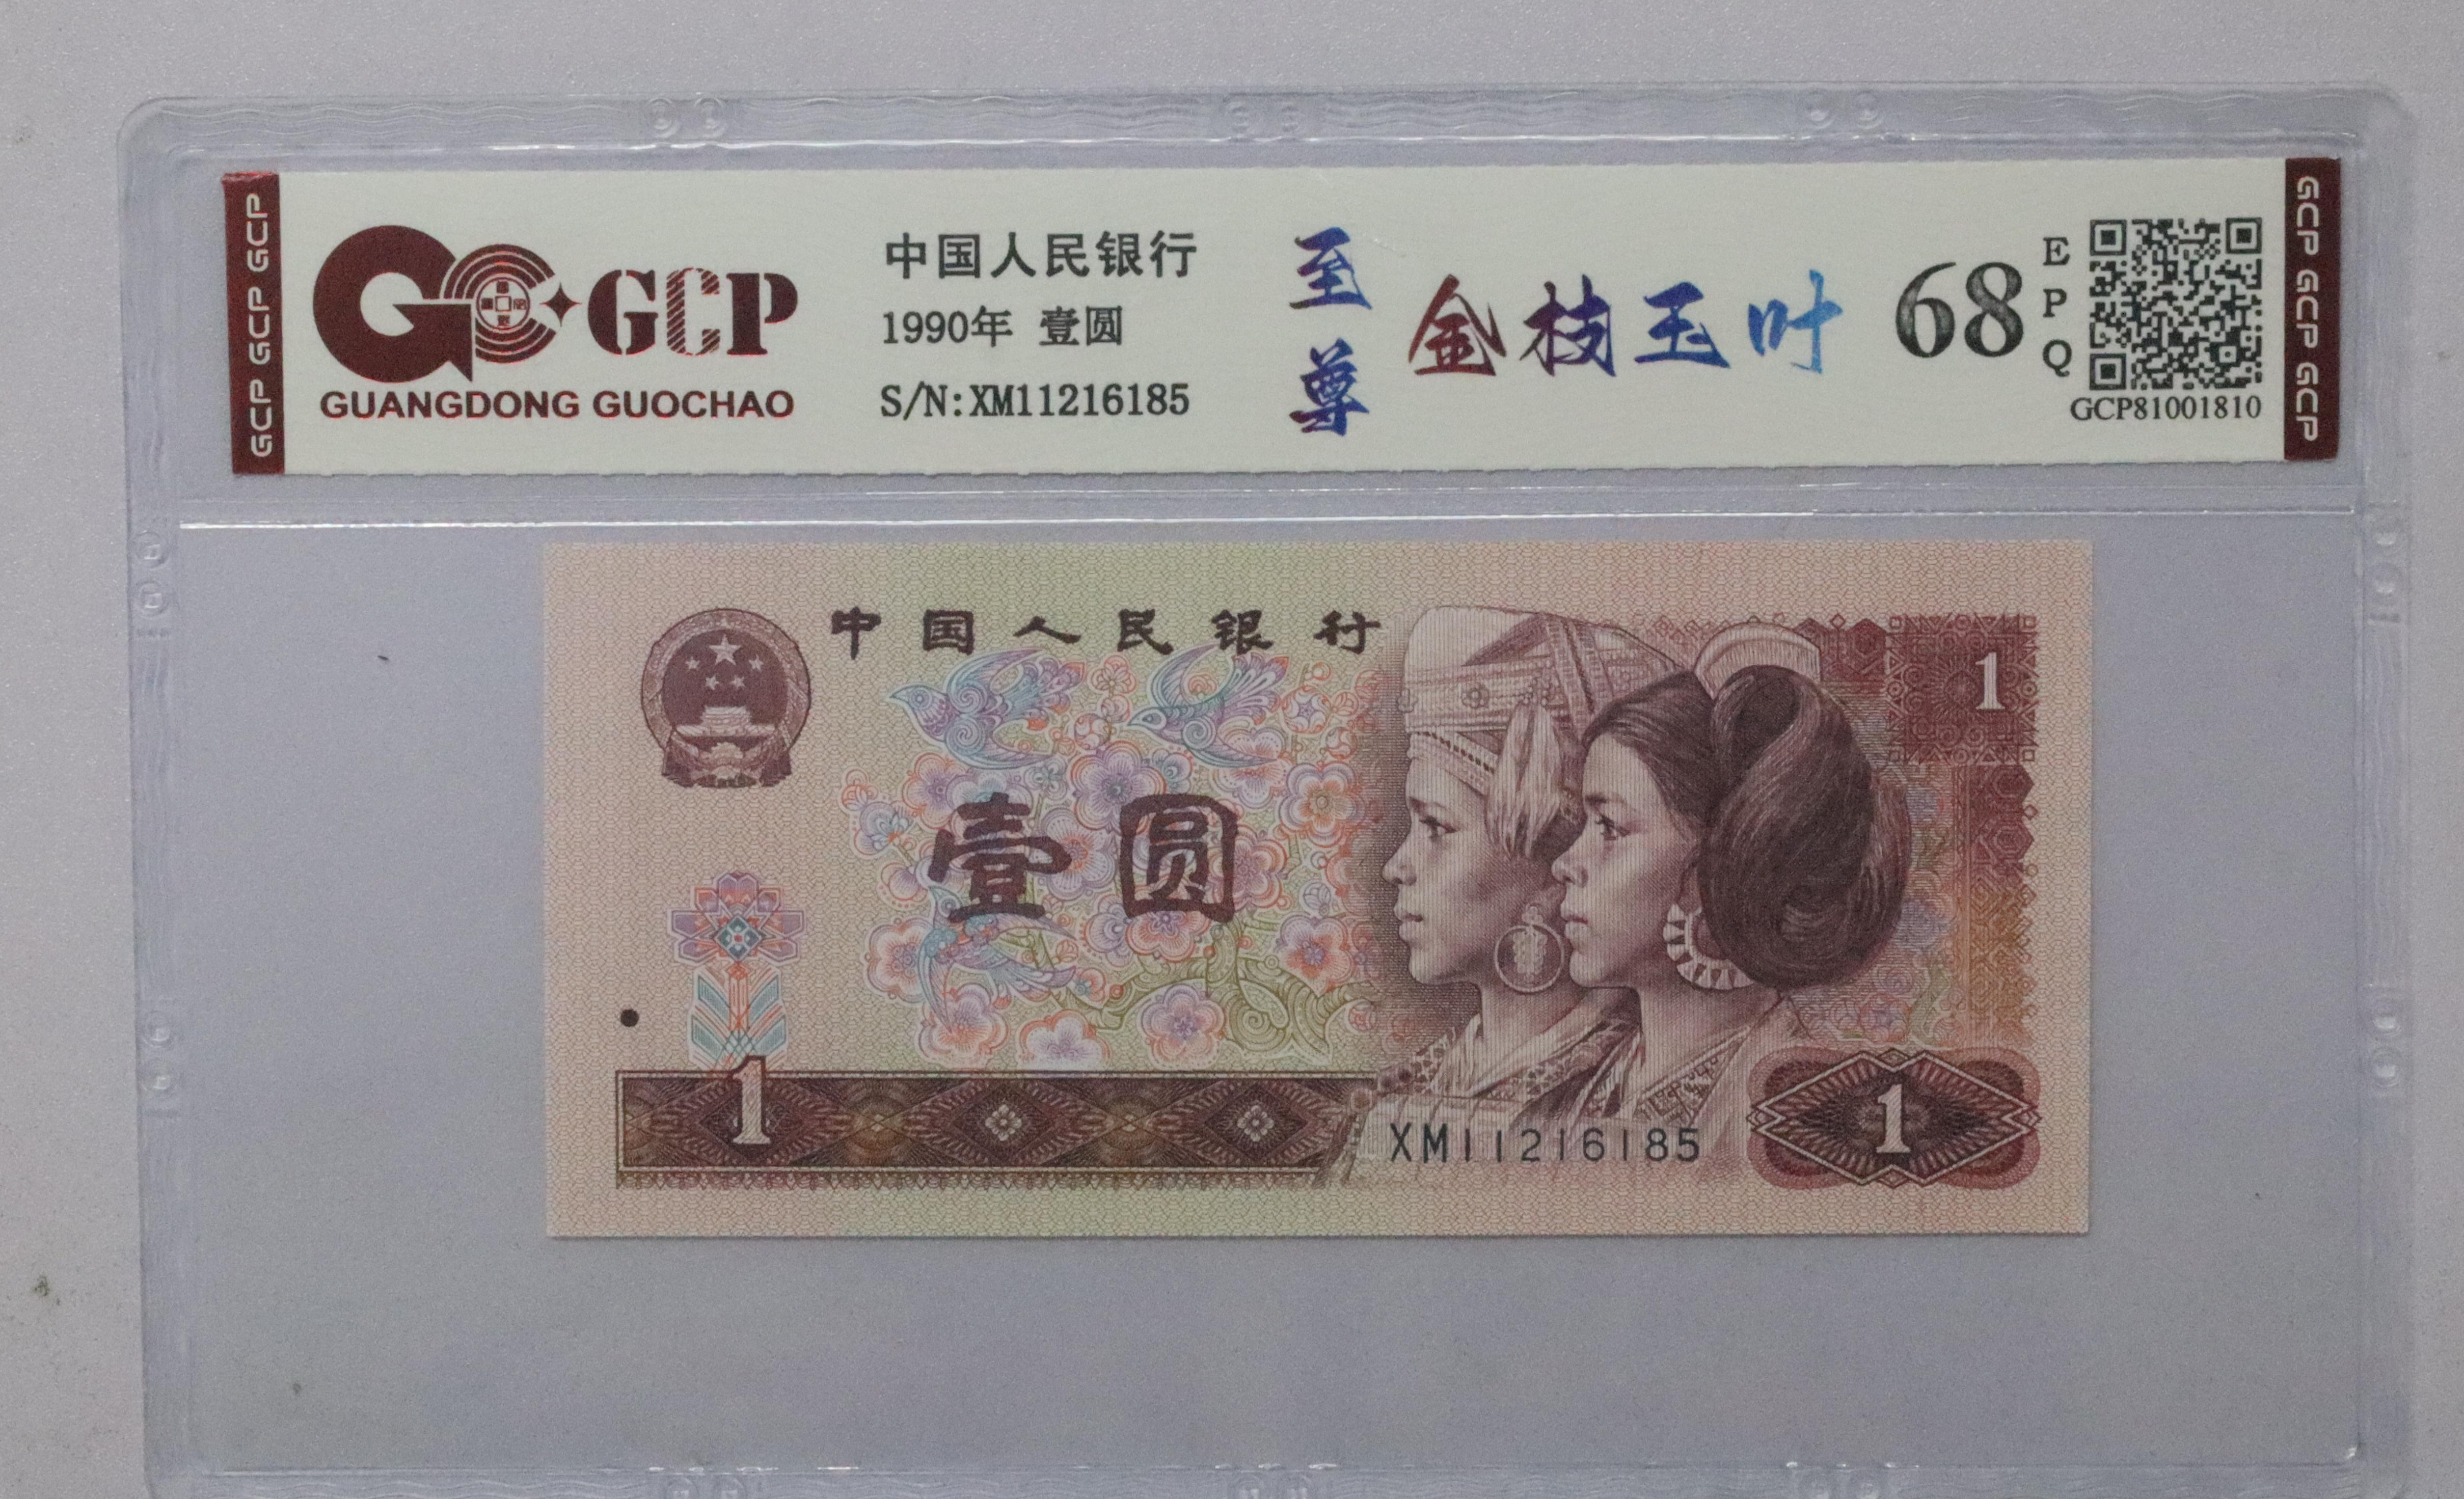 GCP GCP GCP
GCP
GUANGDONG GUOCHAO
中国人民银行
1990年 壹圆
S/N:XM11216185
至尊
金枝玉叶
68
EPQ
GCP81001810
GCP GCP GCP
中国人民银行
1
壹圆
1
XM11216185
1